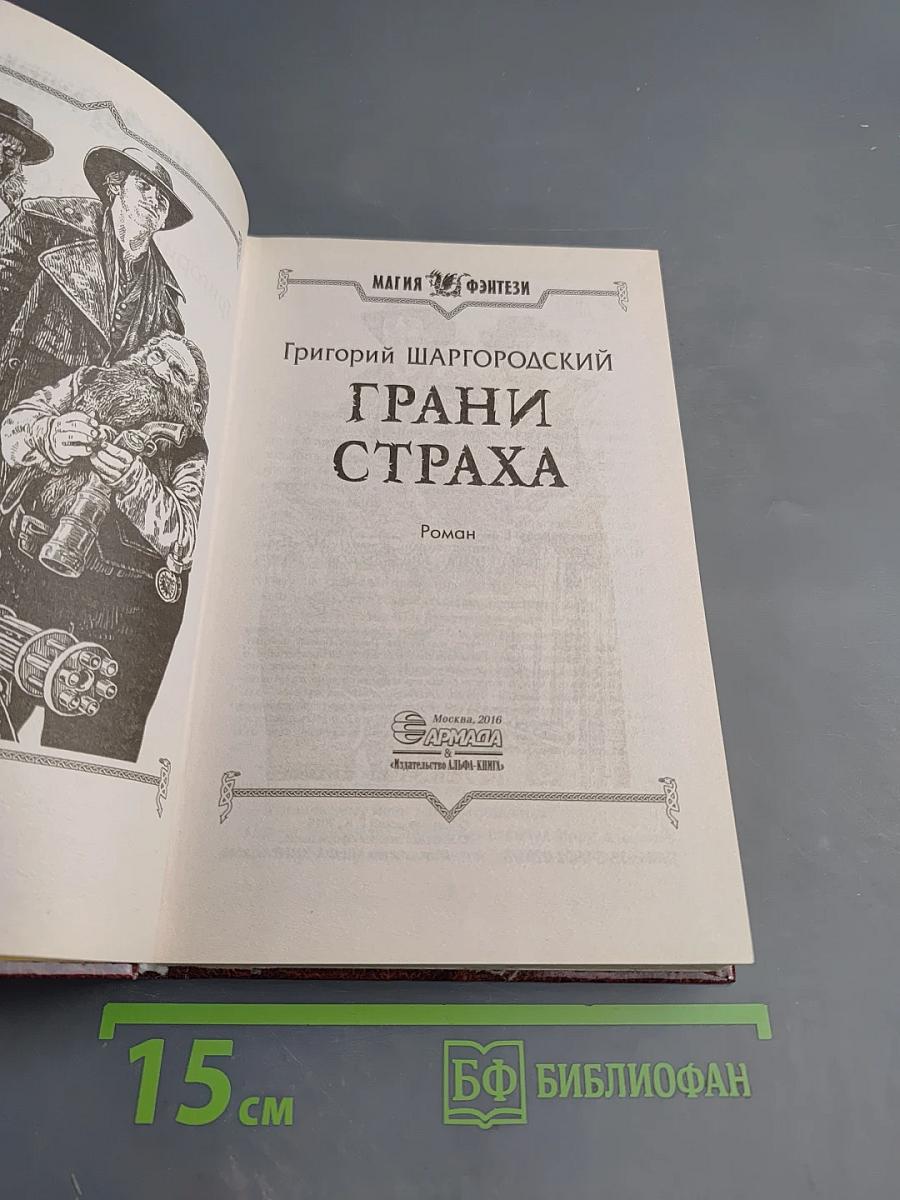 МАГИЯ ФЭНТЕЗИ
Григорий ШАРГОРОДСКИЙ
ГРАНИ
СТРАХА
Роман
Москва, 2016
АРМАДА
&
«Издательство АЛЬФА-КНИГА»
15 см
БФ БИБЛИОФАН